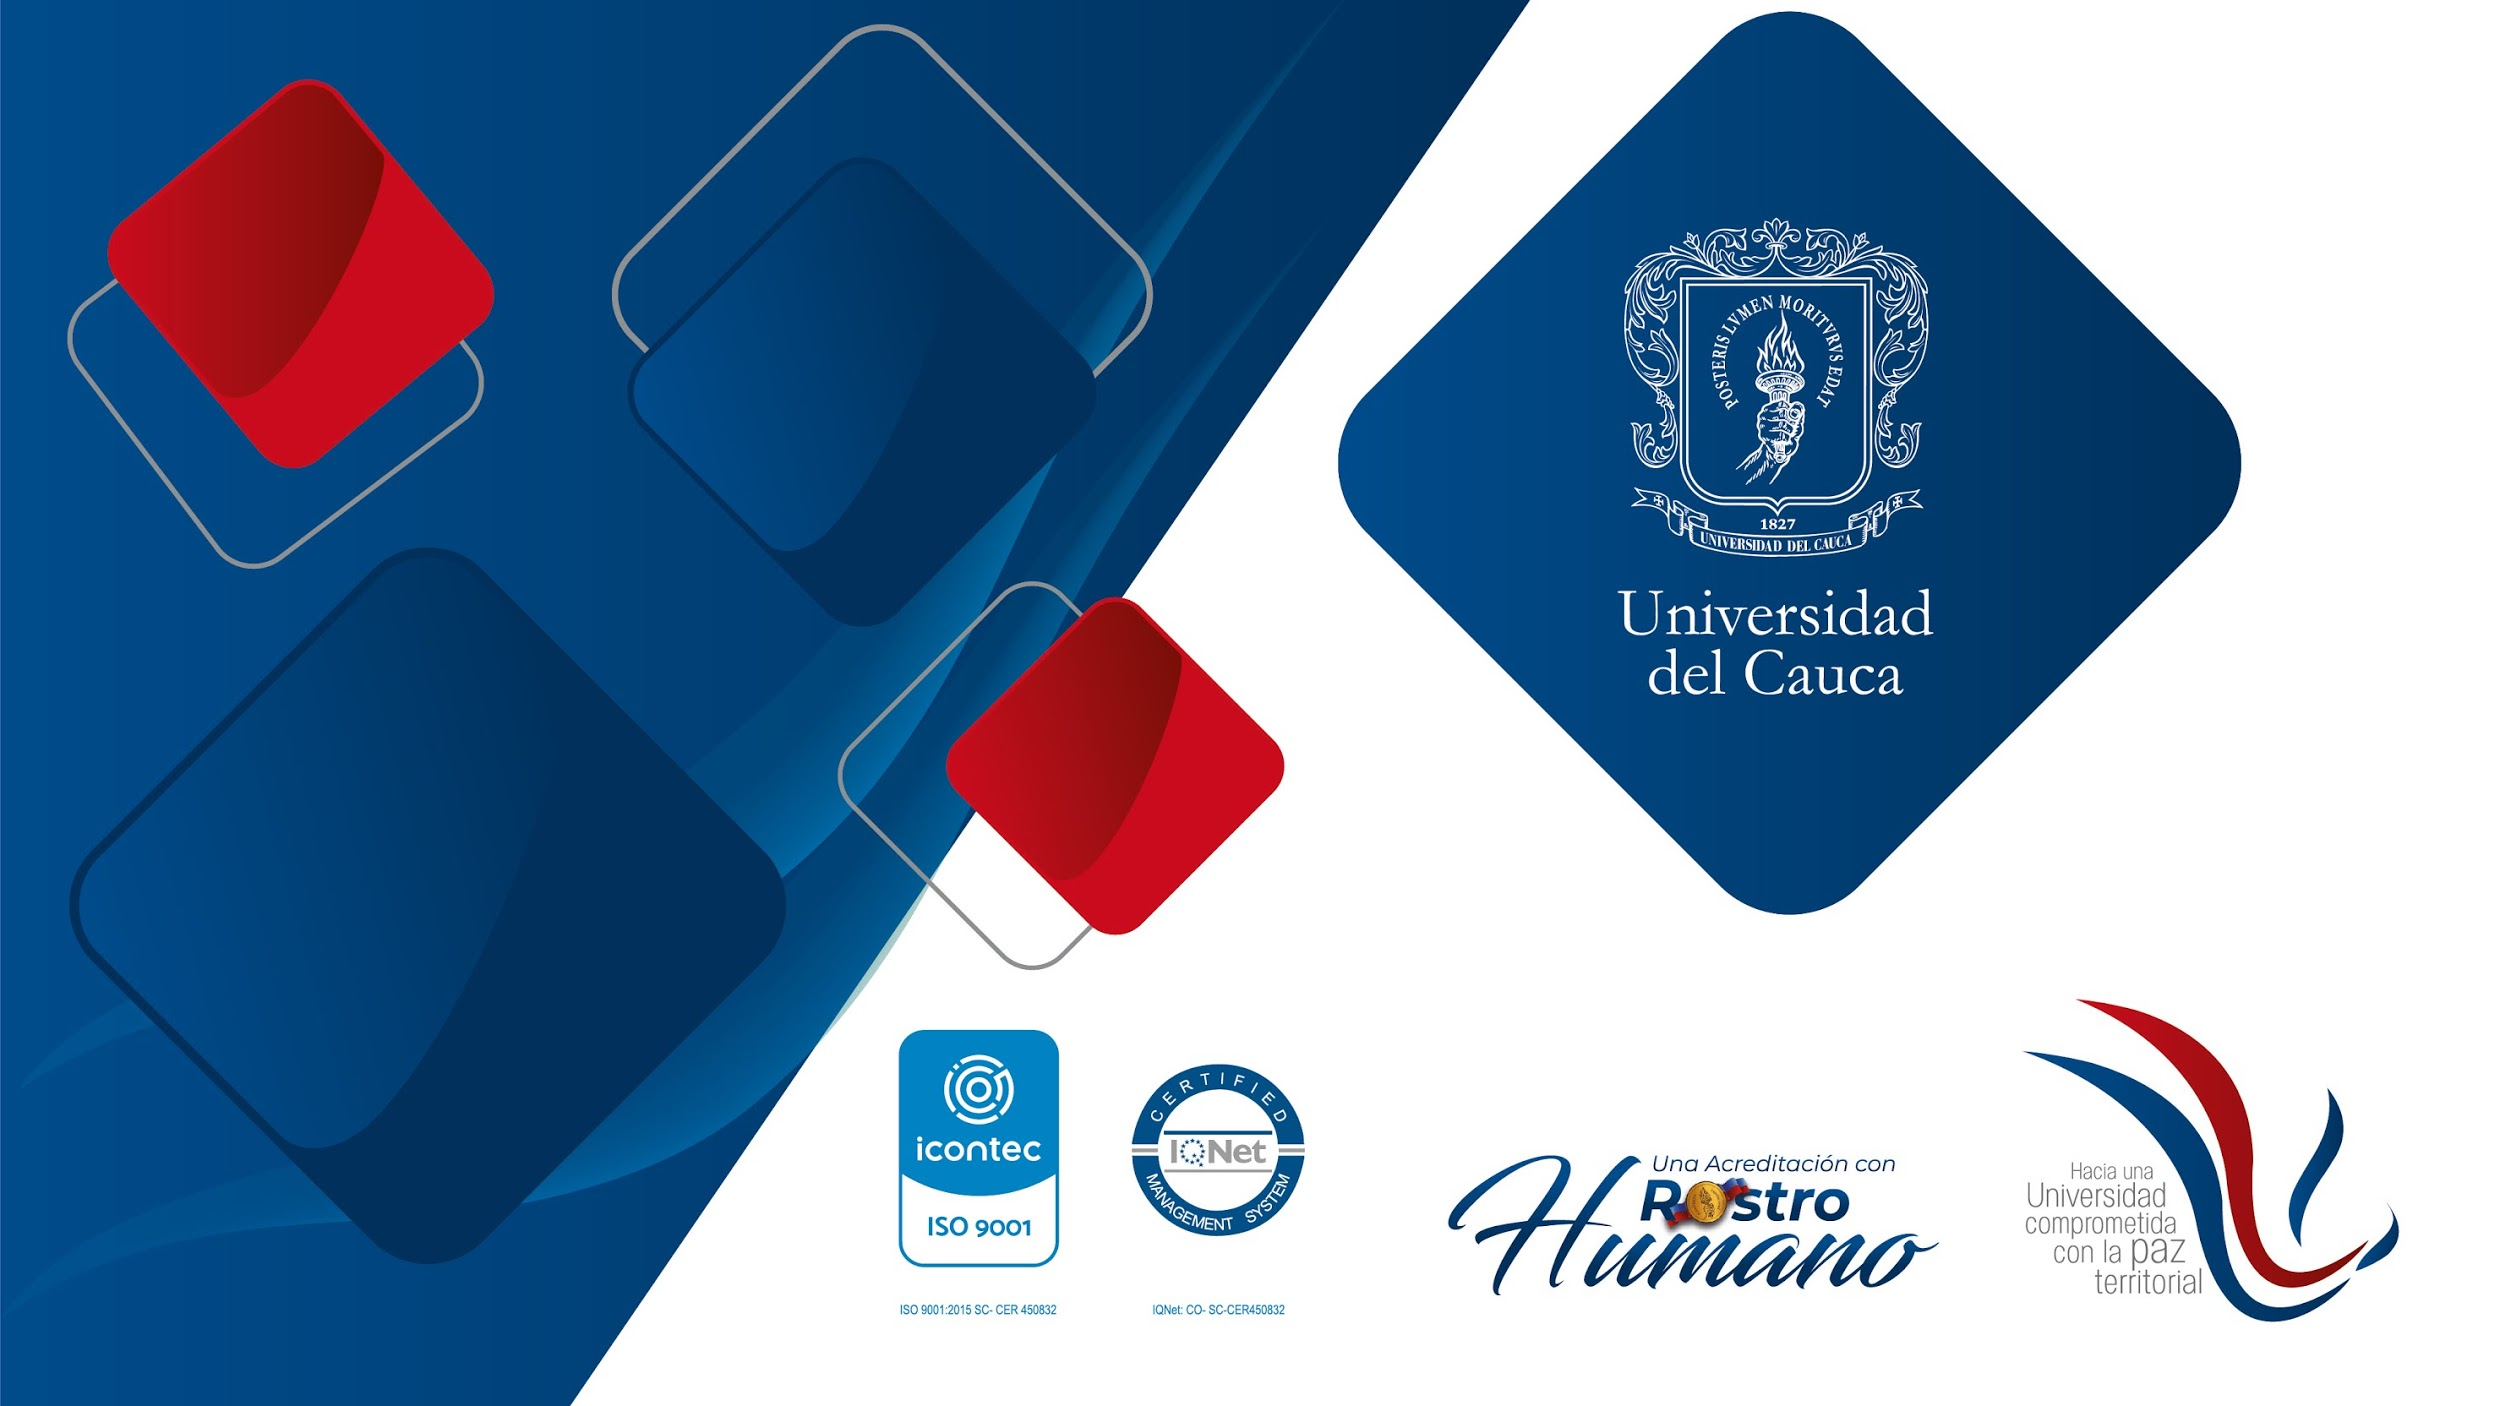 POSTERIS LVMEN MORITVRVS EDAT
1827
UNIVERSIDAD DEL CAUCA
Universidad
del Cauca
icontec
ISO 9001
ISO 9001:2015 SC- CER 450832
CERTIFIED
IQNet
MANAGEMENT SYSTEM
IQNet: CO- SC-CER450832
Una Acreditación con
Rostro
Humano
Hacia una
Universidad
comprometida
con la paz
territorial